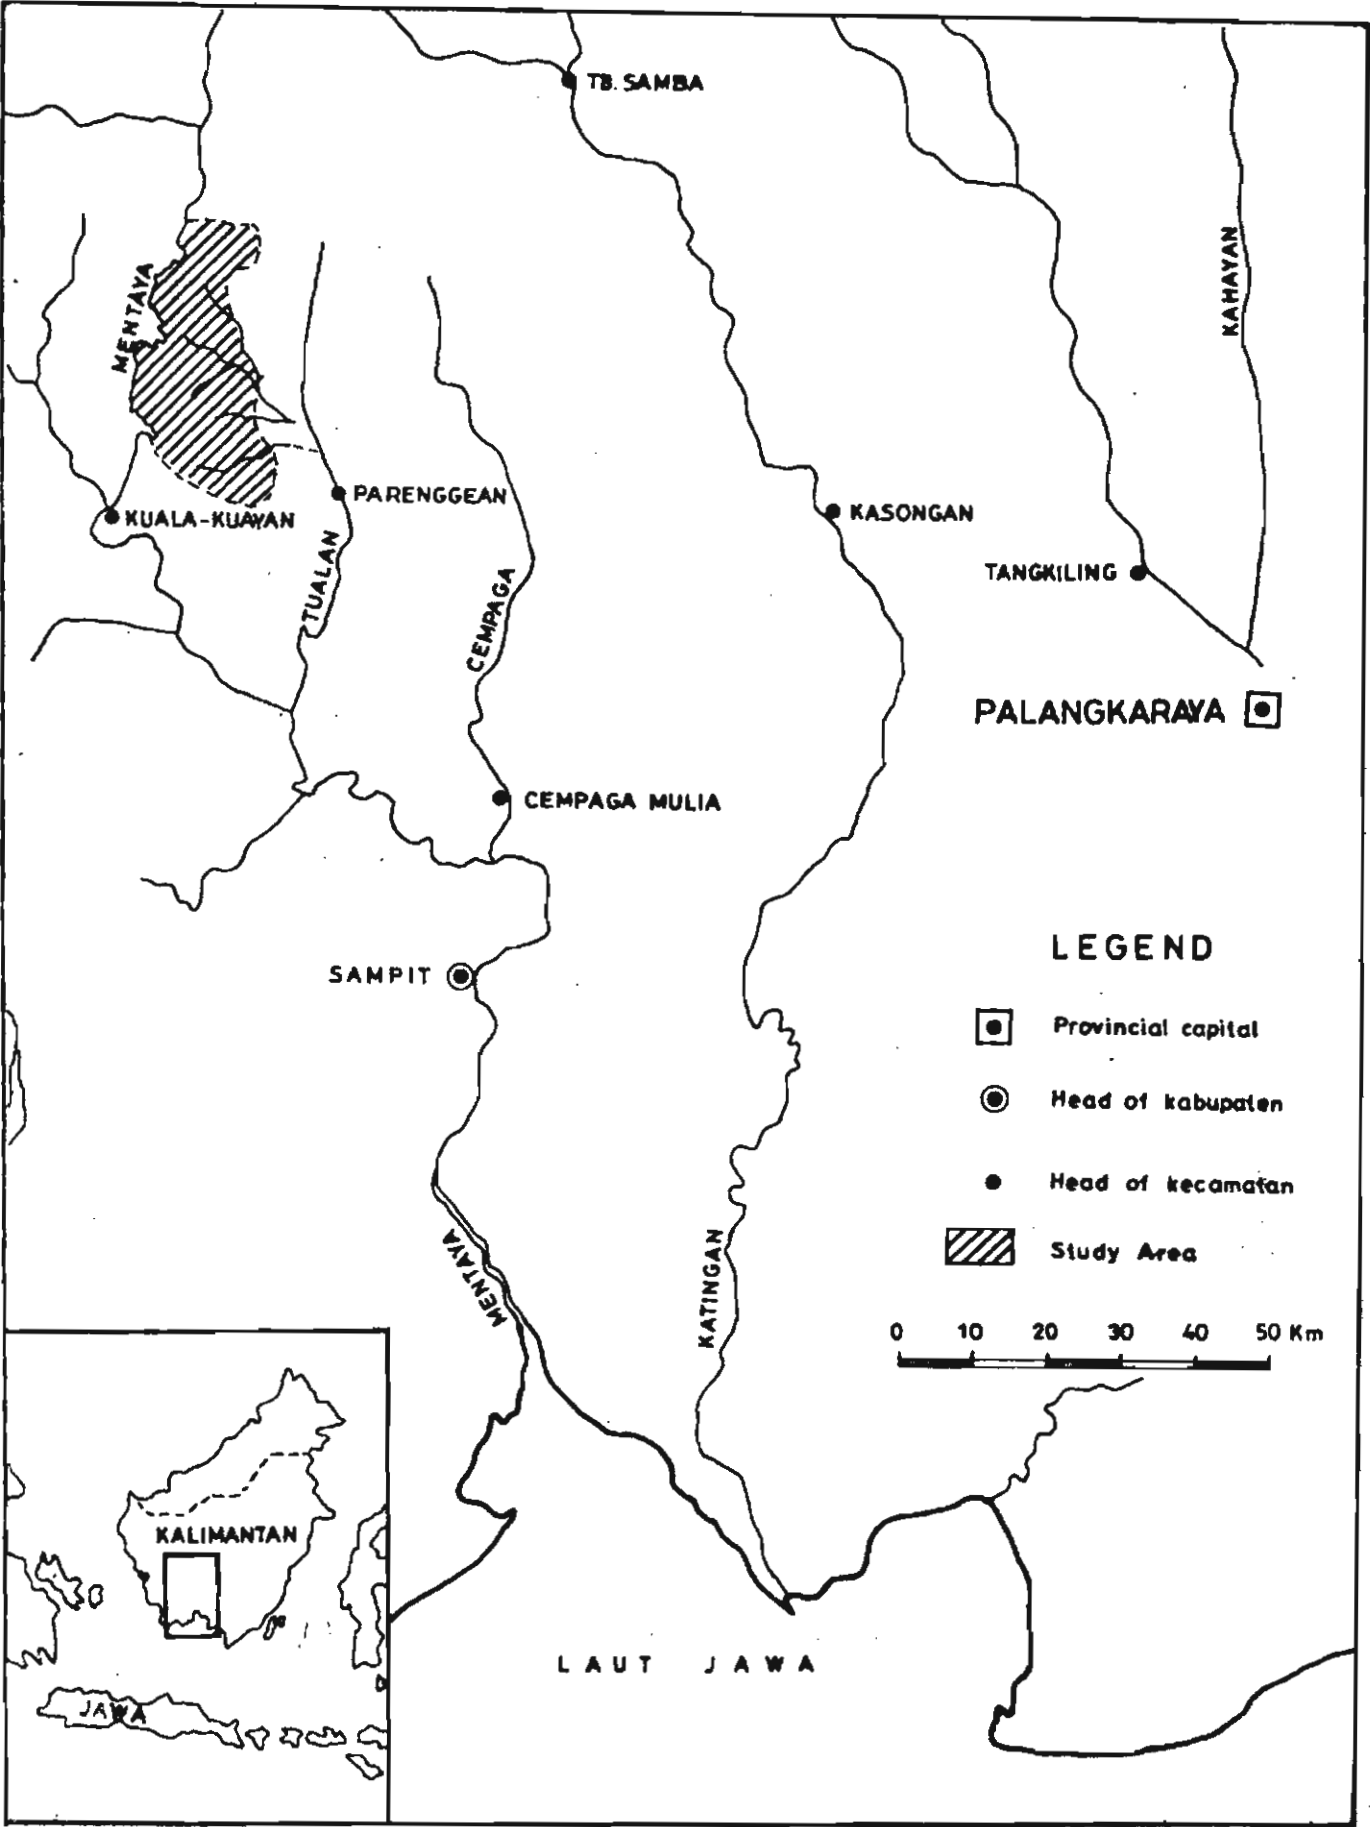 TB. SAMBA
KAHAYAN
MENTAYA
PARENGGEAN
KUALA-KUAYAN
KASONGAN
TUALAN
CEMPAGA
TANGKILING
PALANGKARAYA
CEMPAGA MULIA
SAMPIT
LEGEND
Provincial capital
Head of kabupaten
Head of kecamatan
Study Area
MENTAYA
KATINGAN
0 10 20 30 40 50 Km
KALIMANTAN
LAUT JAWA
JAWA